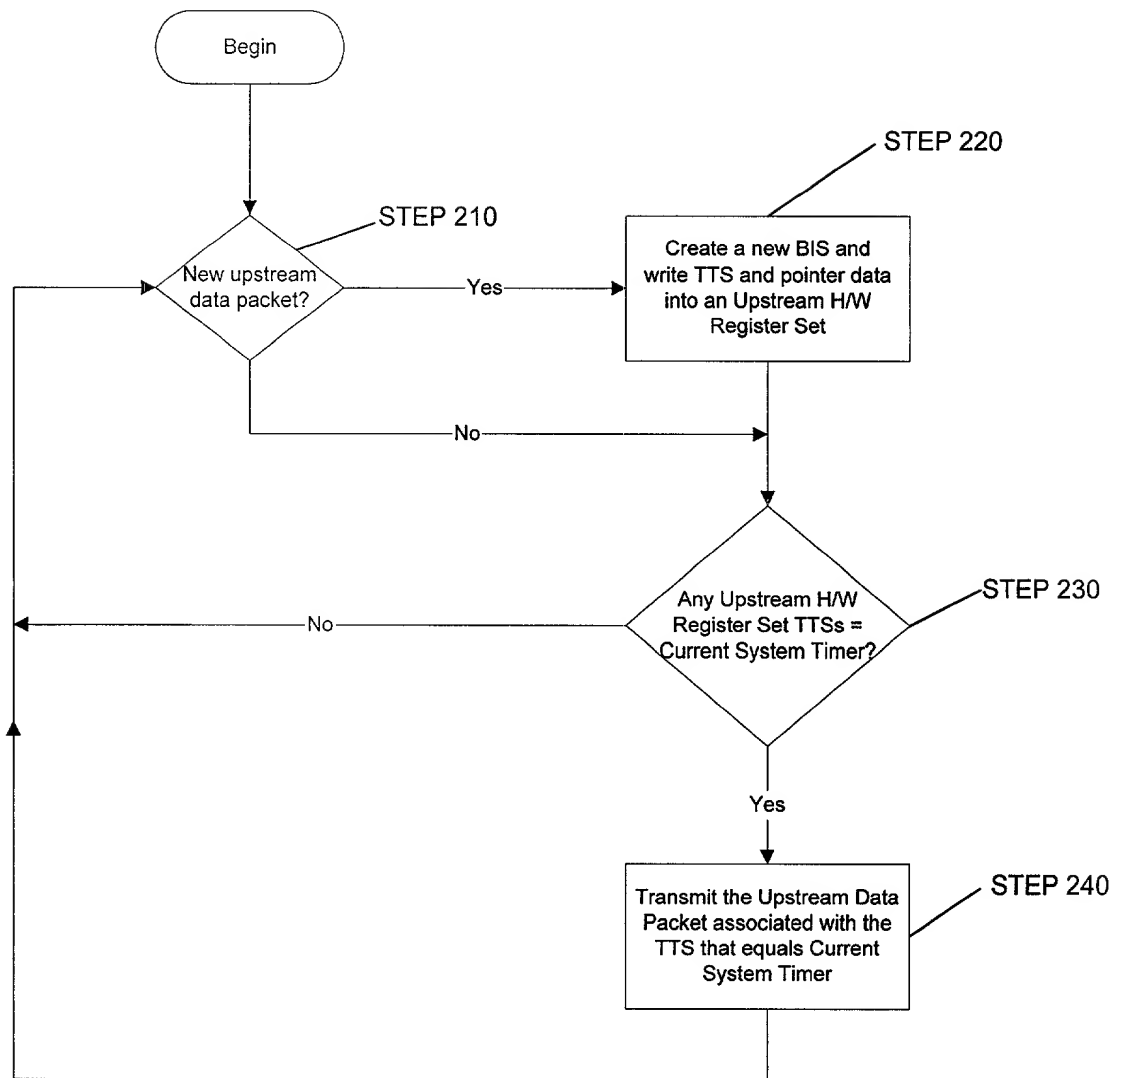 Begin
STEP 220
STEP 210
New upstream
data packet?
Yes
Create a new BIS and
write TTS and pointer data
into an Upstream H/W
Register Set
No
STEP 230
Any Upstream H/W
Register Set TTSs =
Current System Timer?
No
Yes
STEP 240
Transmit the Upstream Data
Packet associated with the
TTS that equals Current
System Timer